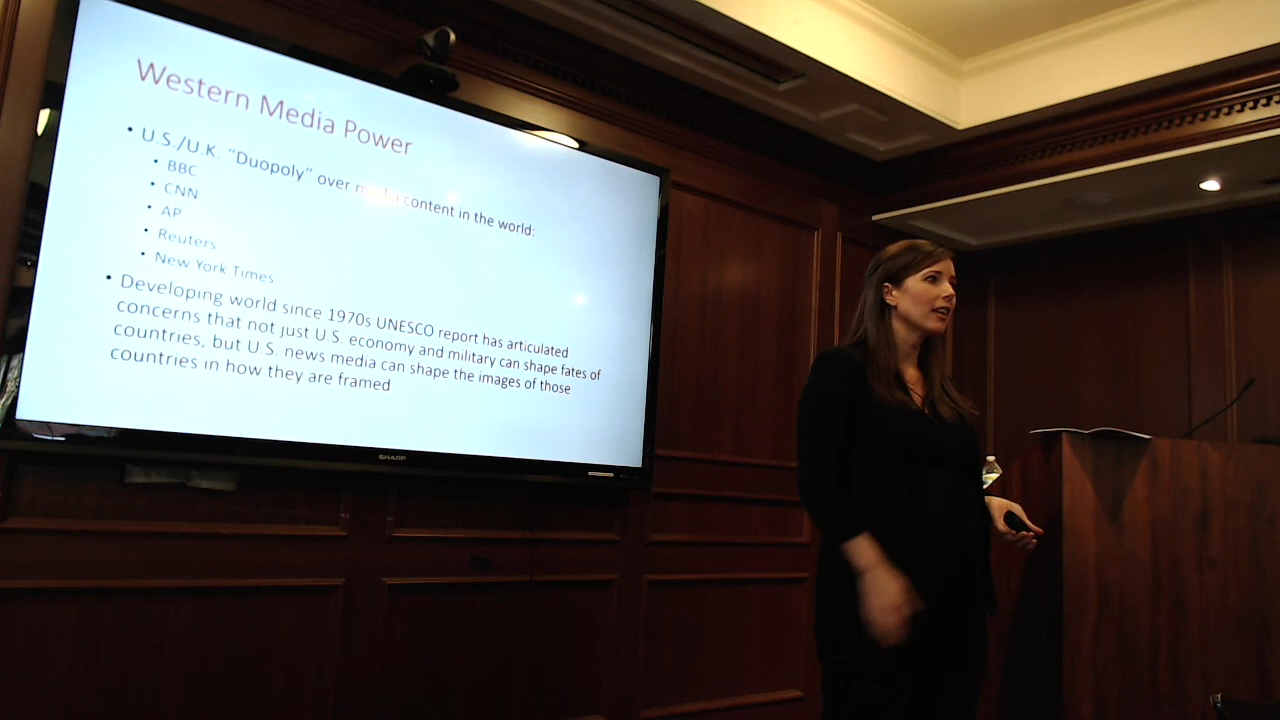 Western Media Power
• U.S./U.K. “Duopoly” over media content in the world:
• BBC
• CNN
• AP
• Reuters
• New York Times
• Developing world since 1970s UNESCO report has articulated
concerns that not just U.S. economy and military can shape fates of
countries, but U.S. news media can shape the images of those
countries in how they are framed
SHARP